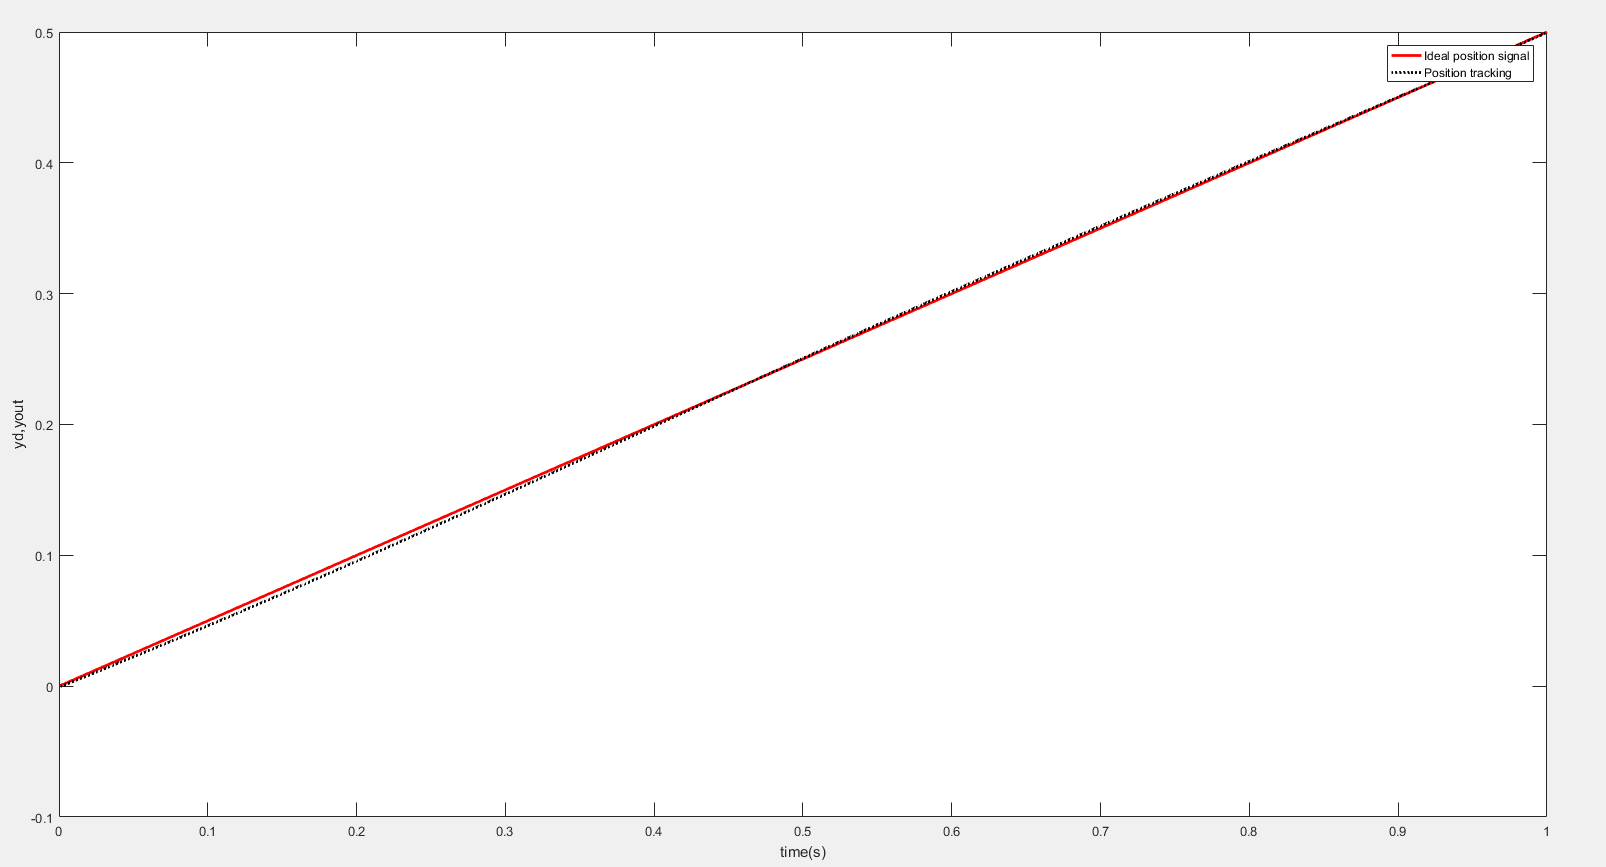 0.5
0.4
0.3
0.2
0.1
0
-0.1
yd,yout
Ideal position signal
Position tracking
0 0.1 0.2 0.3 0.4 0.5 0.6 0.7 0.8 0.9 1
time(s)